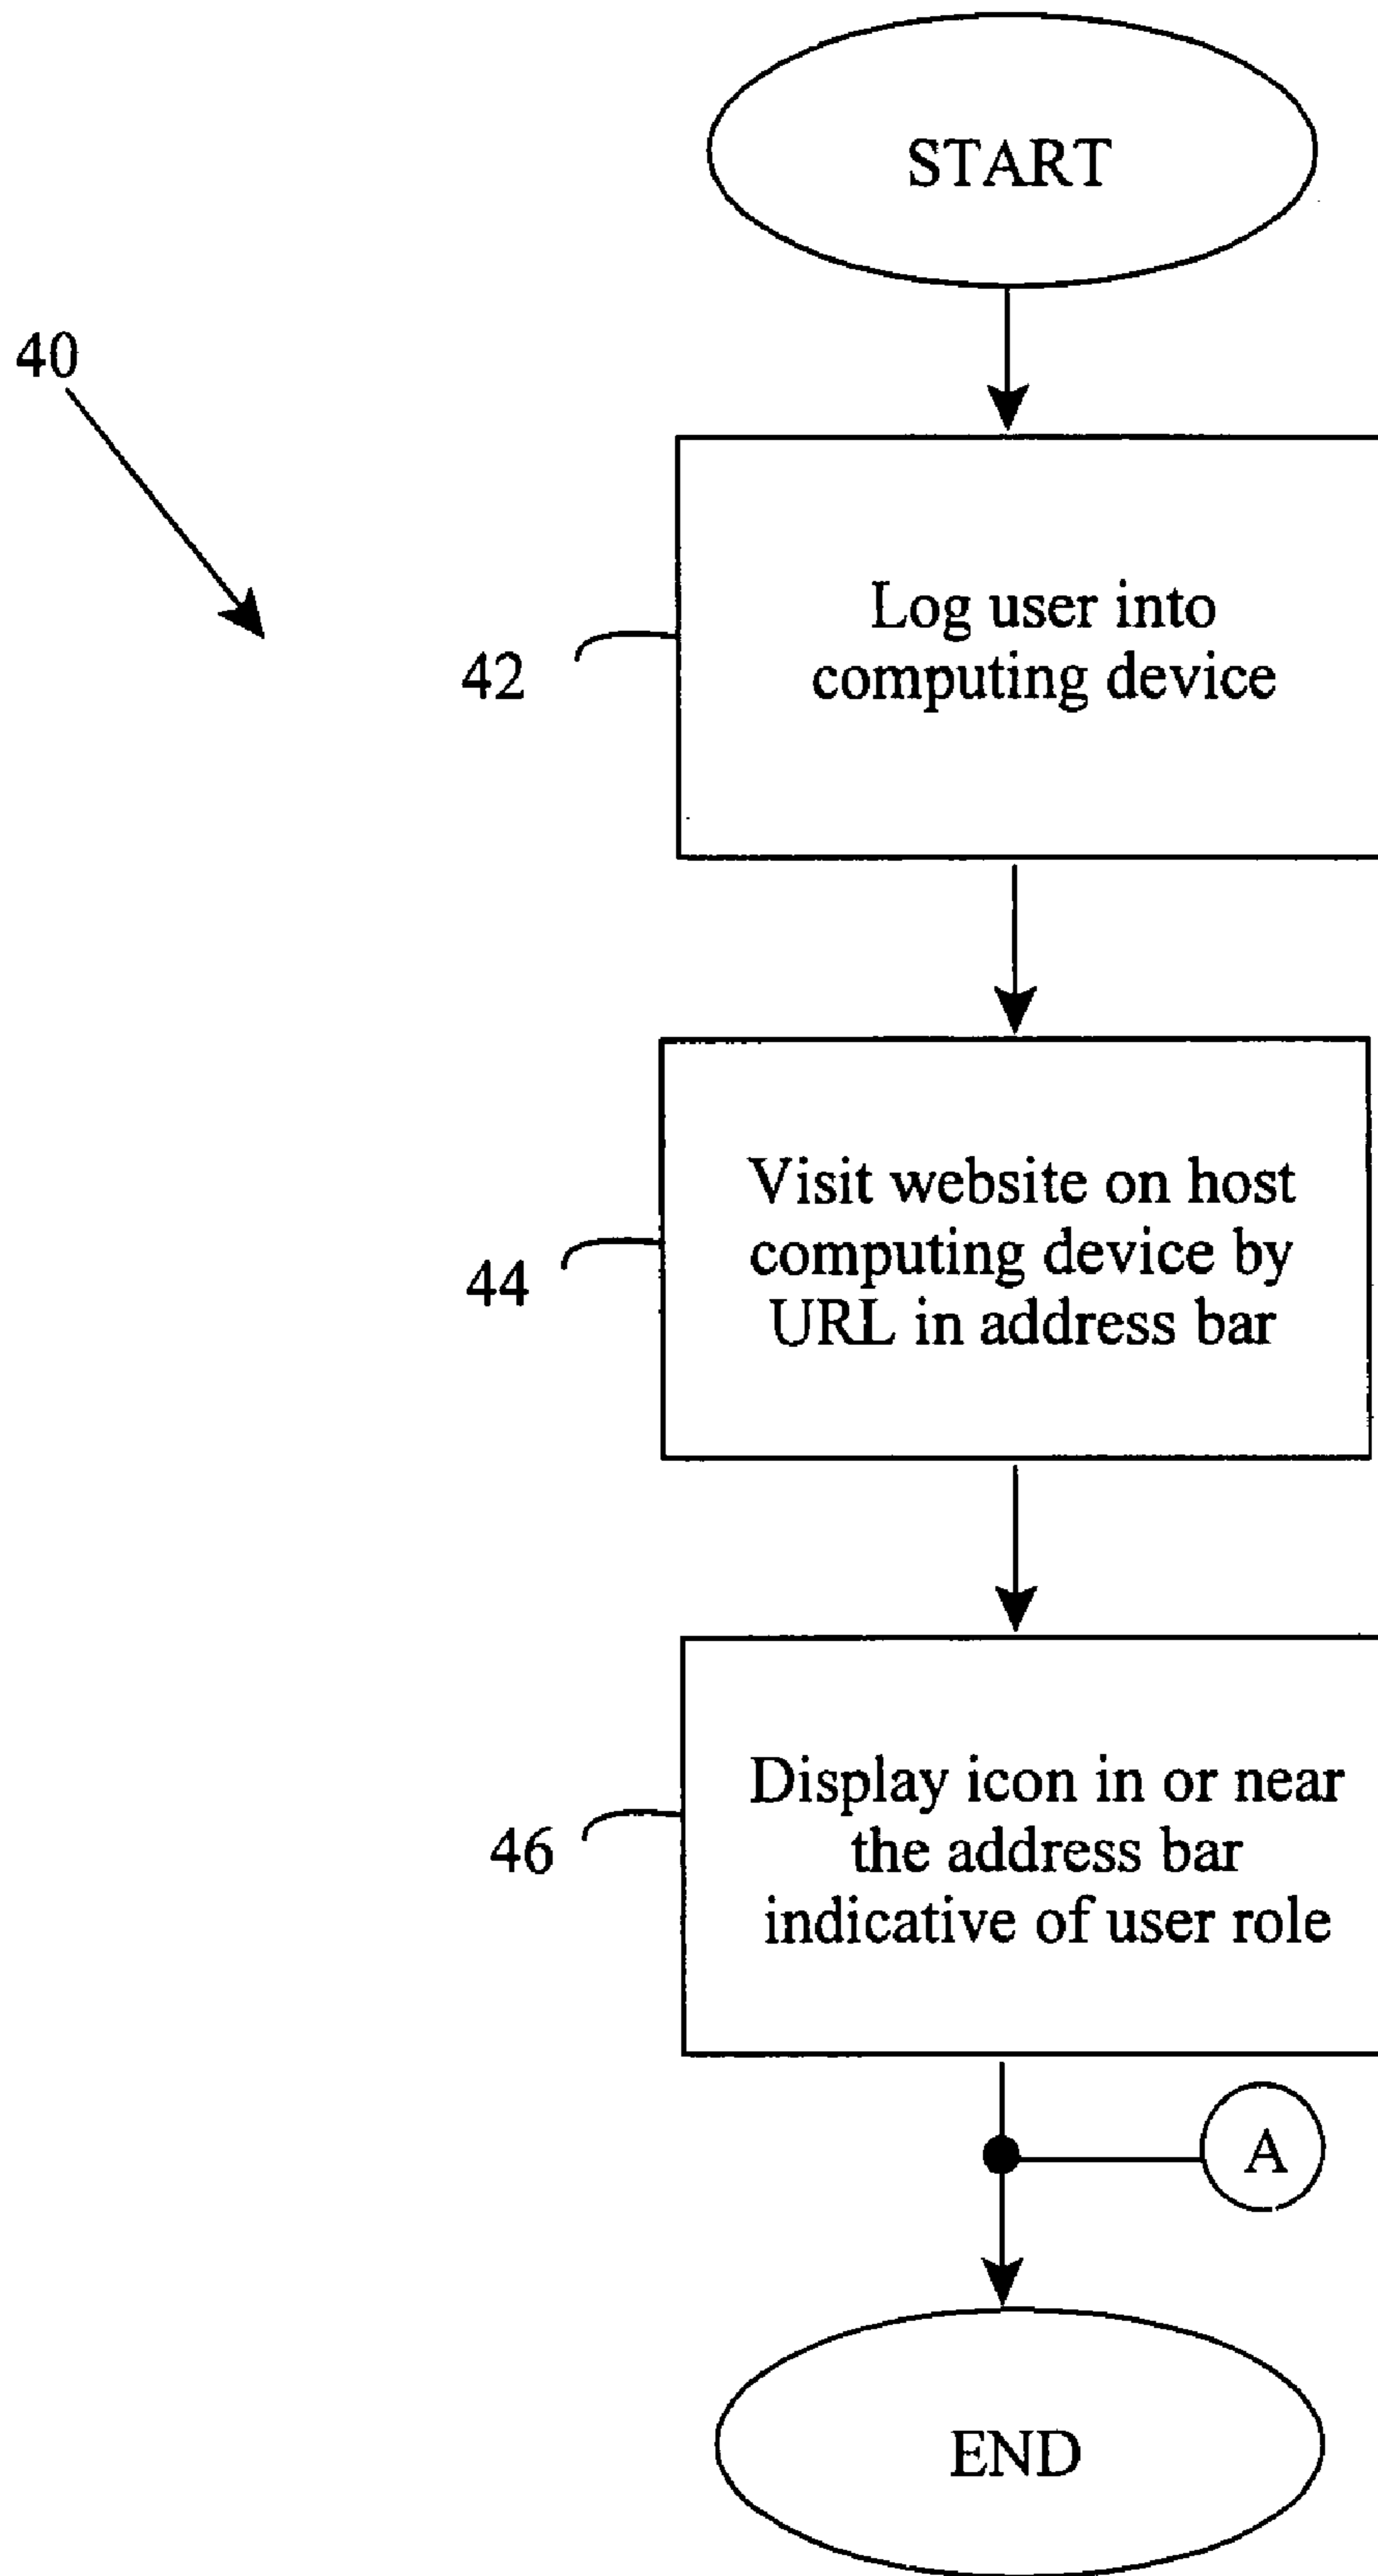 START
40
Log user into
computing device
42
Visit website on host
computing device by
URL in address bar
44
Display icon in or near
the address bar
indicative of user role
46
A
END